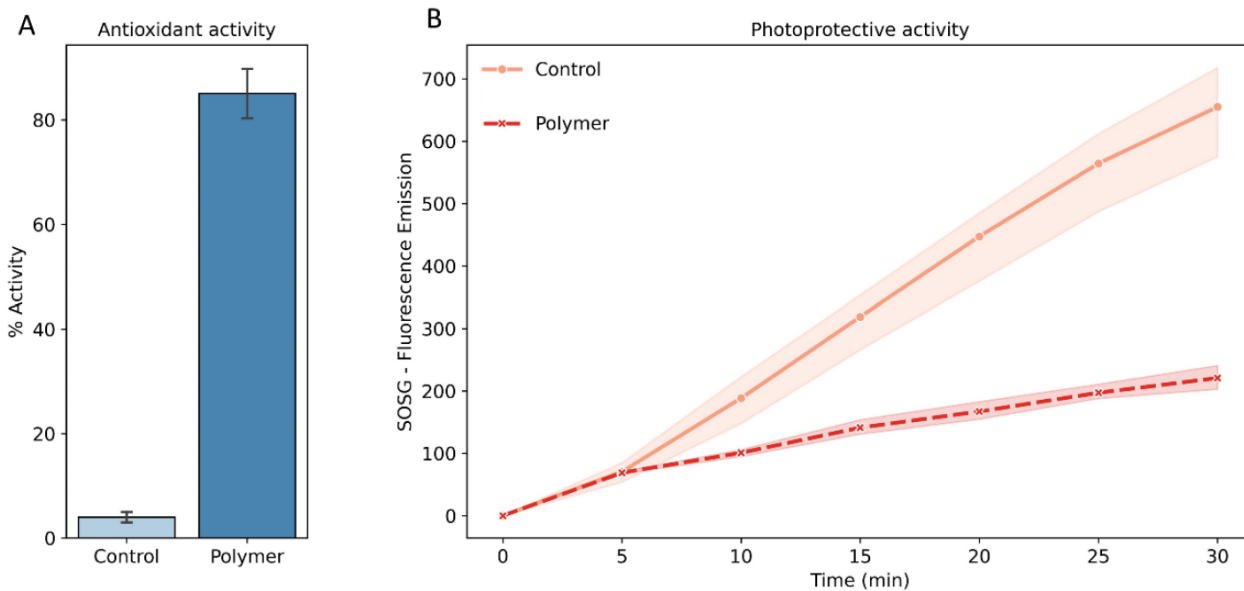 A
Antioxidant activity
% Activity
80
60
40
20
0
Control
Polymer
B
Photoprotective activity
Control
Polymer
SOSG - Fluorescence Emission
700
600
500
400
300
200
100
0
0 5 10 15 20 25 30
Time (min)